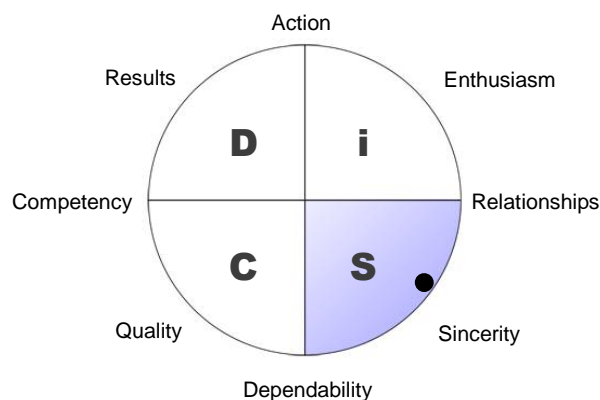 Action
Results
Enthusiasm
D
i
Competency
Relationships
C
S
Quality
Sincerity
Dependability